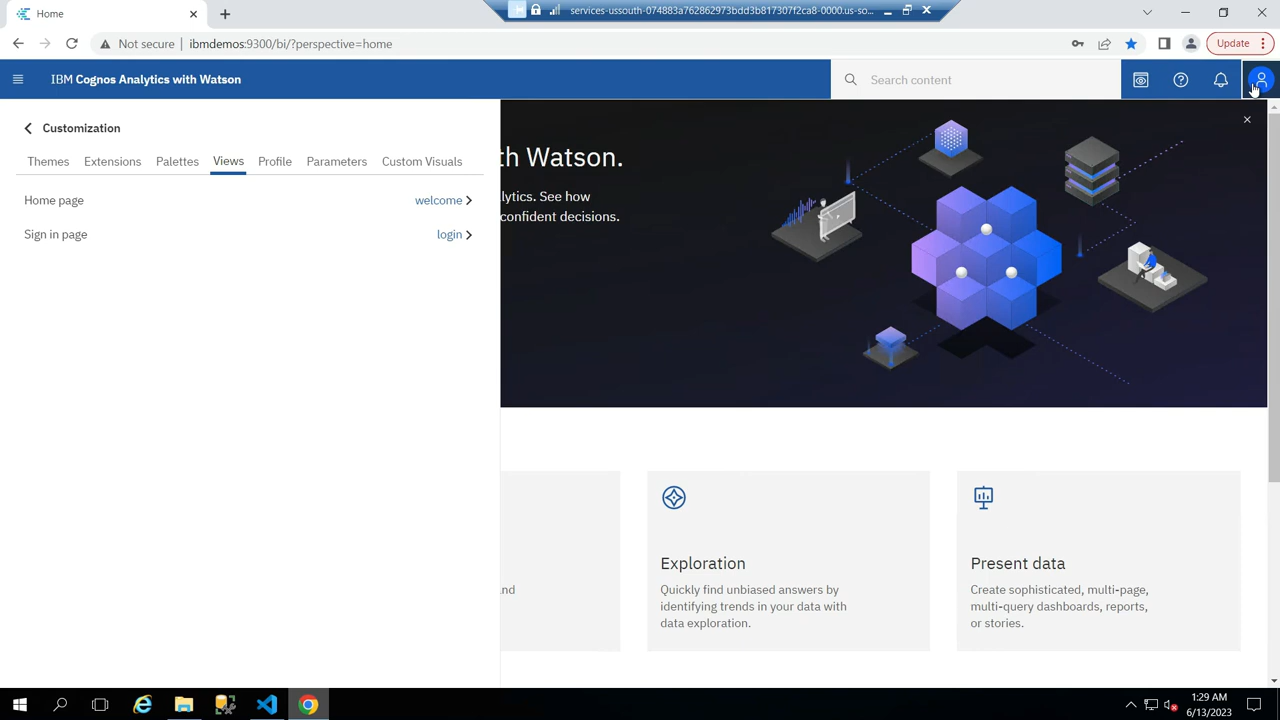 Home
services-ussouth-074883a762862973bdd3b817307f2ca8-0000.us-so...
Not secure
ibmdemos:9300/bi/?perspective=home
Update
IBM Cognos Analytics with Watson
Search content
Customization
Themes
Extensions
Palettes
Views
Profile
Parameters
Custom Visuals
Home page
welcome
Sign in page
login
th Watson.
lytics. See how
confident decisions.
nd
Exploration
Quickly find unbiased answers by
identifying trends in your data with
data exploration.
Present data
Create sophisticated, multi-page,
multi-query dashboards, reports,
or stories.
1:29 AM
6/13/2023